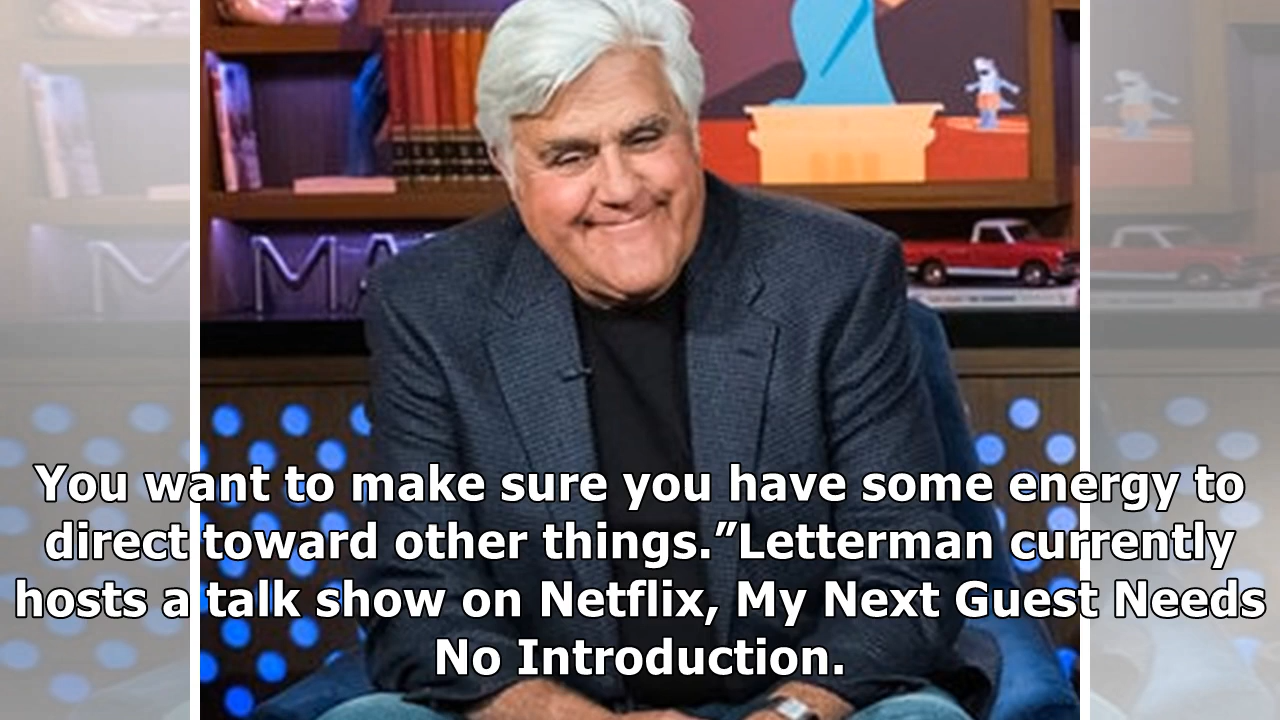 MA
You want to make sure you have some energy to
direct toward other things.”Letterman currently
hosts a talk show on Netflix, My Next Guest Needs
No Introduction.